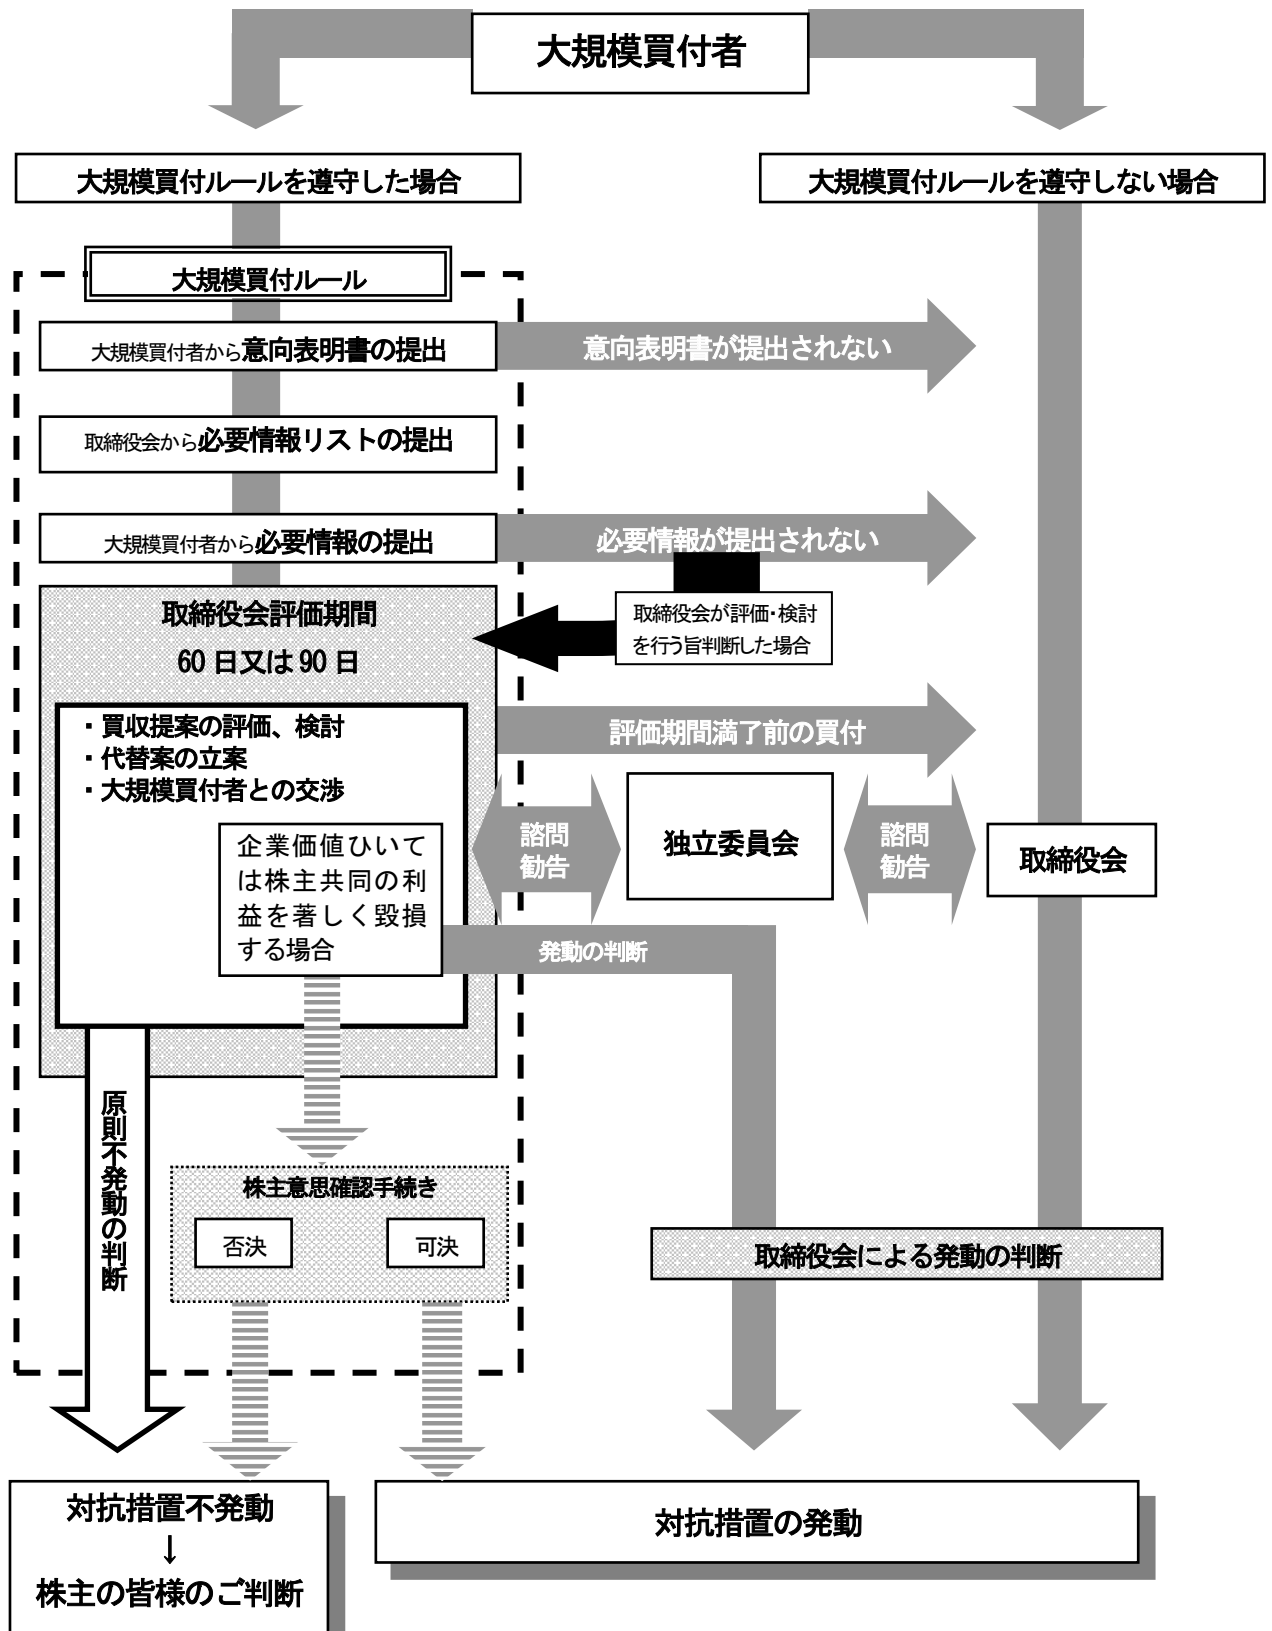 大規模買付者
大規模買付ルールを遵守した場合
大規模買付ルールを遵守しない場合
大規模買付ルール
大規模買付者から意向表明書の提出
意向表明書が提出されない
取締役会から必要情報リストの提出
大規模買付者から必要情報の提出
必要情報が提出されない
取締役会評価期間
60 日又は 90 日
取締役会が評価・検討
を行う旨判断した場合
・買収提案の評価、検討
・代替案の立案
・大規模買付者との交渉
評価期間満了前の買付
企業価値ひいて
は株主共同の利
益を著しく毀損
する場合
諮問
勧告
独立委員会
諮問
勧告
取締役会
発動の判断
原則不発動の判断
株主意思確認手続き
否決
可決
取締役会による発動の判断
対抗措置不発動
↓
株主の皆様のご判断
対抗措置の発動